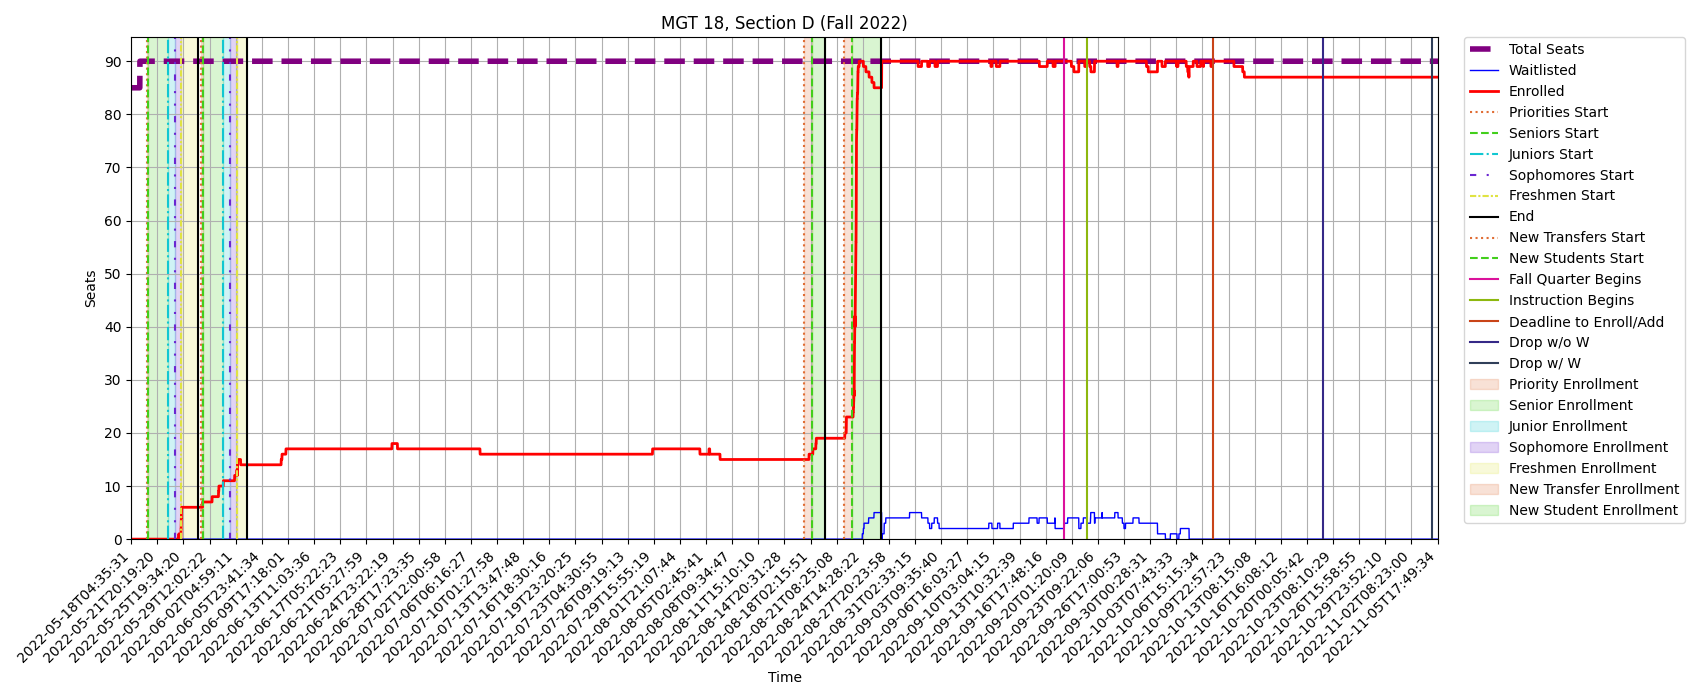 MGT 18, Section D (Fall 2022)
Seats
90
80
70
60
50
40
30
20
10
0
2022-05-18T04:35:31
2022-05-21T20:19:20
2022-05-25T19:34:20
2022-05-29T12:02:22
2022-06-02T04:59:11
2022-06-05T23:41:34
2022-06-09T17:18:01
2022-06-13T11:03:36
2022-06-17T05:22:23
2022-06-21T05:27:59
2022-06-24T23:22:19
2022-06-28T17:23:35
2022-07-02T12:00:58
2022-07-06T06:16:27
2022-07-10T01:27:58
2022-07-13T13:47:48
2022-07-16T18:30:16
2022-07-19T23:20:25
2022-07-23T04:30:55
2022-07-26T09:19:13
2022-07-29T15:55:19
2022-08-01T21:07:44
2022-08-05T02:45:41
2022-08-08T09:34:47
2022-08-11T15:10:10
2022-08-14T20:31:28
2022-08-18T02:15:51
2022-08-21T08:25:08
2022-08-24T14:28:22
2022-08-27T20:23:58
2022-08-31T02:33:15
2022-09-03T09:35:40
2022-09-06T16:03:27
2022-09-10T03:04:15
2022-09-13T10:32:39
2022-09-16T17:48:16
2022-09-20T01:20:09
2022-09-23T09:22:06
2022-09-26T17:00:53
2022-09-30T00:28:31
2022-10-03T07:43:33
2022-10-06T15:15:34
2022-10-09T22:57:23
2022-10-13T08:15:08
2022-10-16T16:08:12
2022-10-20T00:05:42
2022-10-23T08:10:29
2022-10-26T15:58:55
2022-10-29T23:52:10
2022-11-02T08:23:00
2022-11-05T17:49:34
Time
Total Seats
Waitlisted
Enrolled
Priorities Start
Seniors Start
Juniors Start
Sophomores Start
Freshmen Start
End
New Transfers Start
New Students Start
Fall Quarter Begins
Instruction Begins
Deadline to Enroll/Add
Drop w/o W
Drop w/ W
Priority Enrollment
Senior Enrollment
Junior Enrollment
Sophomore Enrollment
Freshmen Enrollment
New Transfer Enrollment
New Student Enrollment